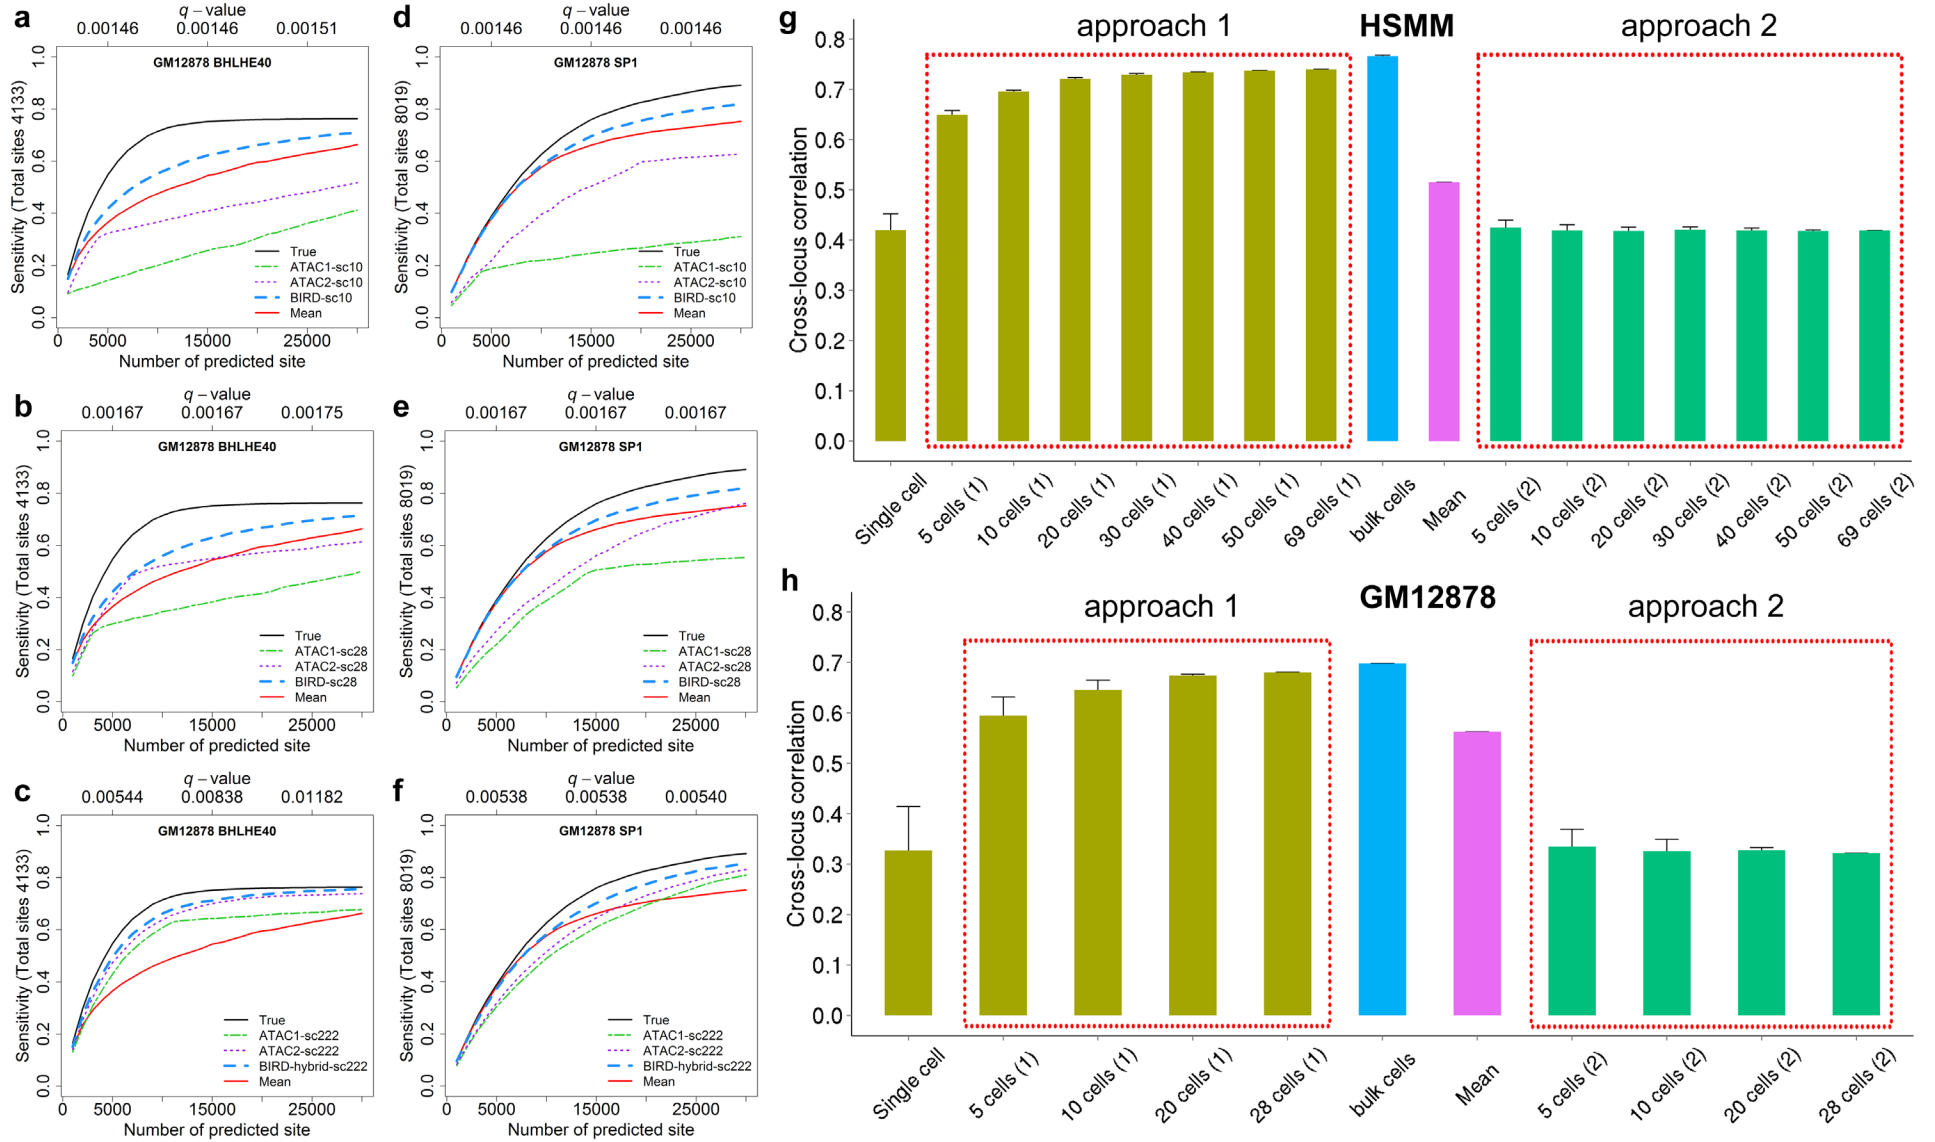 a
q – value
0.00146 0.00146 0.00151
GM12878 BHLHE40
Sensitivity (Total sites 4133)
0.0 0.2 0.4 0.6 0.8 1.0
True
ATAC1-sc10
ATAC2-sc10
BIRD-sc10
Mean
0 5000 15000 25000
Number of predicted site
d
q – value
0.00146 0.00146 0.00146
GM12878 SP1
Sensitivity (Total sites 8019)
0.0 0.2 0.4 0.6 0.8 1.0
True
ATAC1-sc10
ATAC2-sc10
BIRD-sc10
Mean
0 5000 15000 25000
Number of predicted site
b
q – value
0.00167 0.00167 0.00175
GM12878 BHLHE40
Sensitivity (Total sites 4133)
0.0 0.2 0.4 0.6 0.8 1.0
True
ATAC1-sc28
ATAC2-sc28
BIRD-sc28
Mean
0 5000 15000 25000
Number of predicted site
e
q – value
0.00167 0.00167 0.00167
GM12878 SP1
Sensitivity (Total sites 8019)
0.0 0.2 0.4 0.6 0.8 1.0
True
ATAC1-sc28
ATAC2-sc28
BIRD-sc28
Mean
0 5000 15000 25000
Number of predicted site
c
q – value
0.00544 0.00838 0.01182
GM12878 BHLHE40
Sensitivity (Total sites 4133)
0.0 0.2 0.4 0.6 0.8 1.0
True
ATAC1-sc222
ATAC2-sc222
BIRD-hybrid-sc222
Mean
0 5000 15000 25000
Number of predicted site
f
q – value
0.00538 0.00538 0.00540
GM12878 SP1
Sensitivity (Total sites 8019)
0.0 0.2 0.4 0.6 0.8 1.0
True
ATAC1-sc222
ATAC2-sc222
BIRD-hybrid-sc222
Mean
0 5000 15000 25000
Number of predicted site
g
approach 1 HSMM approach 2
Cross-locus correlation
0.8
0.7
0.6
0.5
0.4
0.3
0.2
0.1
0.0
Single cell
5 cells (1)
10 cells (1)
20 cells (1)
30 cells (1)
40 cells (1)
50 cells (1)
69 cells (1)
bulk cells
Mean
5 cells (2)
10 cells (2)
20 cells (2)
30 cells (2)
40 cells (2)
50 cells (2)
69 cells (2)
h
approach 1 GM12878 approach 2
Cross-locus correlation
0.8
0.7
0.6
0.5
0.4
0.3
0.2
0.1
0.0
Single cell
5 cells (1)
10 cells (1)
20 cells (1)
28 cells (1)
bulk cells
Mean
5 cells (2)
10 cells (2)
20 cells (2)
28 cells (2)